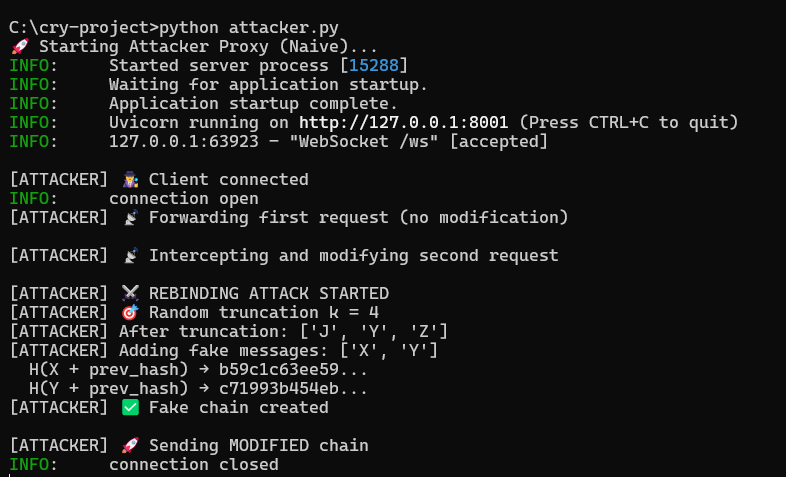 C:\cry-project>python attacker.py
🚀 Starting Attacker Proxy (Naive)...
INFO:     Started server process [15288]
INFO:     Waiting for application startup.
INFO:     Application startup complete.
INFO:     Uvicorn running on http://127.0.0.1:8001 (Press CTRL+C to quit)
INFO:     127.0.0.1:63923 - "WebSocket /ws" [accepted]
[ATTACKER] 🕵️‍♂️ Client connected
INFO:     connection open
[ATTACKER] 📡 Forwarding first request (no modification)
[ATTACKER] 📡 Intercepting and modifying second request
[ATTACKER] ⚔️ REBINDING ATTACK STARTED
[ATTACKER] 🎯 Random truncation k = 4
[ATTACKER] After truncation: ['J', 'Y', 'Z']
[ATTACKER] Adding fake messages: ['X', 'Y']
  H(X + prev_hash) → b59c1c63ee59...
  H(Y + prev_hash) → c71993b454eb...
[ATTACKER] ✅ Fake chain created
[ATTACKER] 🚀 Sending MODIFIED chain
INFO:     connection closed